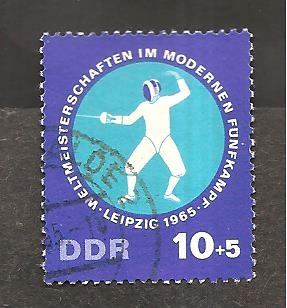 WELTMEISTERSCHAFTEN IM MODERNEN FÜNFKAMPF
· LEIPZIG 1965 ·
DDR 10+5